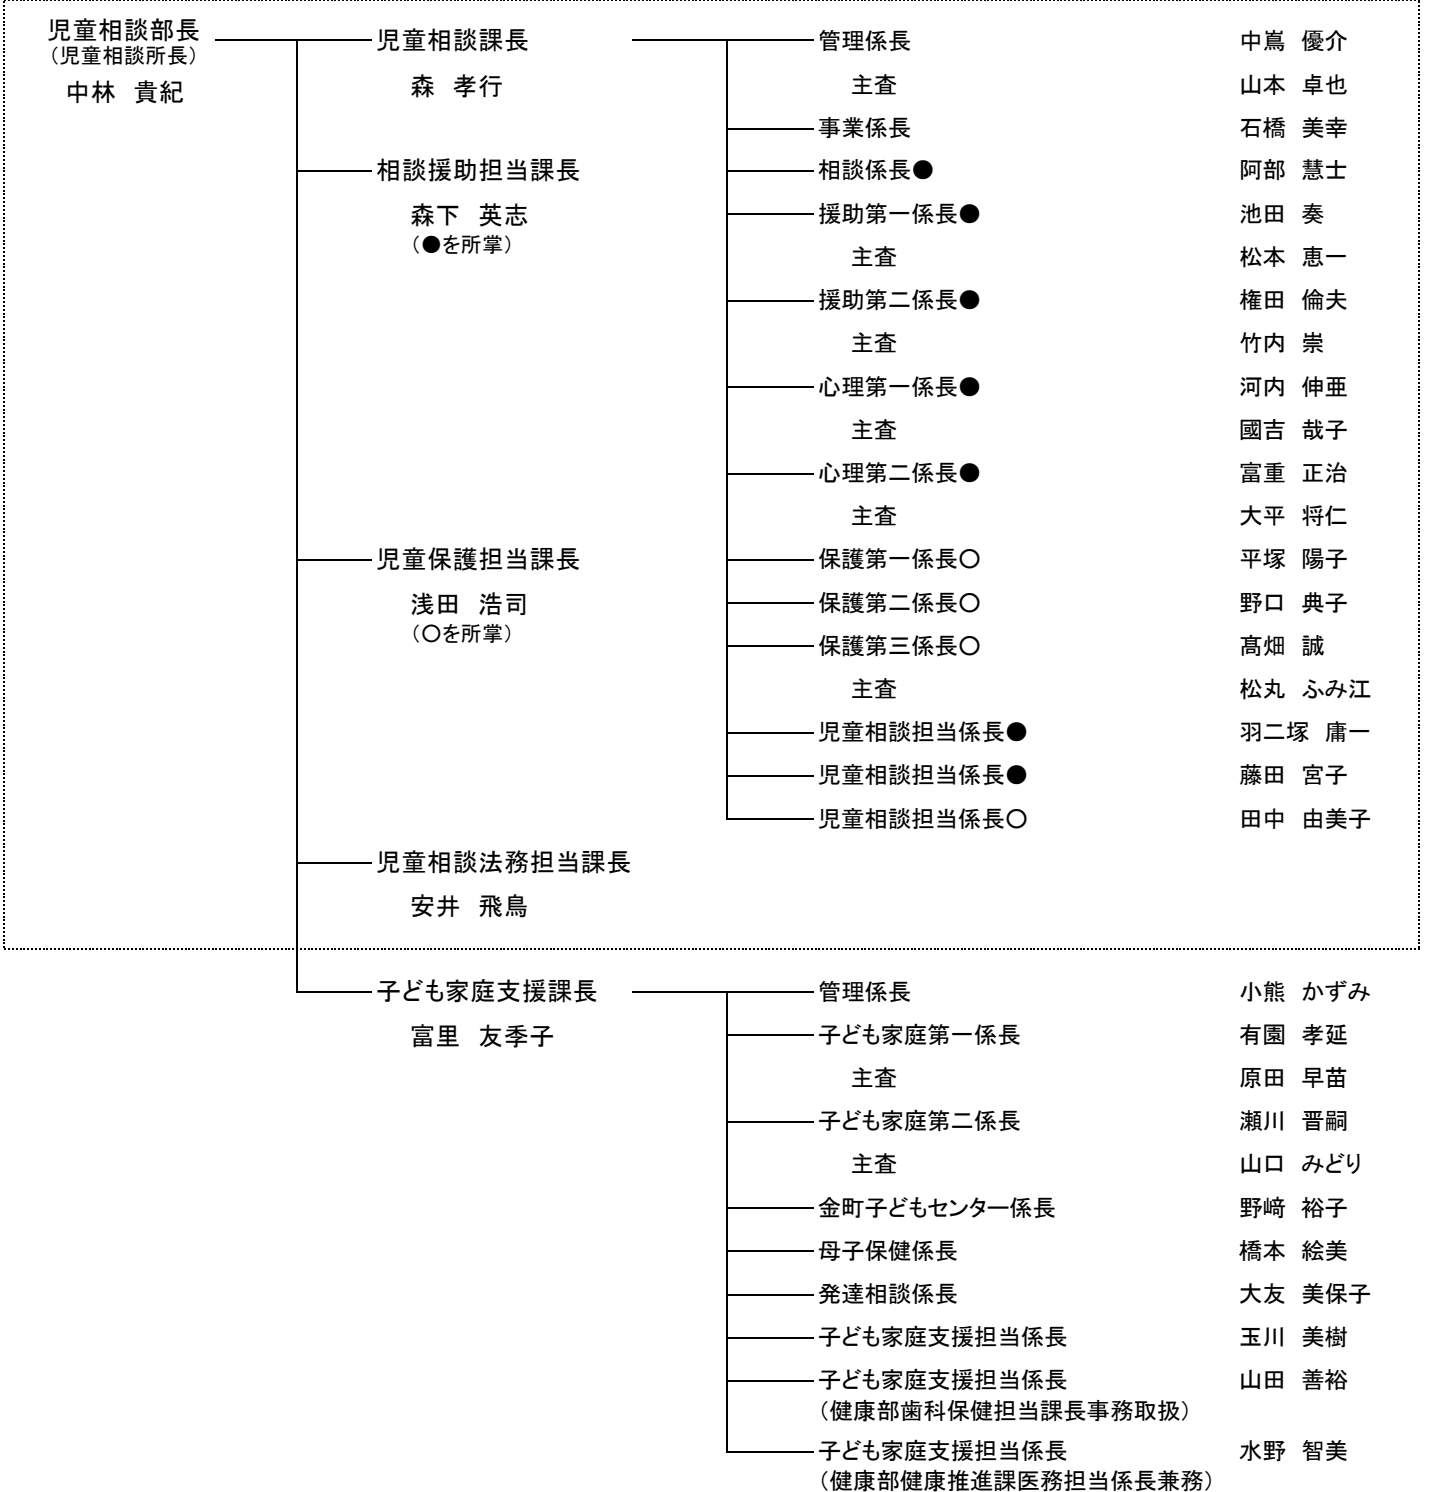 児童相談部長
（児童相談所長）
中林　貴紀
児童相談課長
森　孝行
相談援助担当課長
森下　英志
（●を所掌）
児童保護担当課長
浅田　浩司
（○を所掌）
児童相談法務担当課長
安井　飛鳥
管理係長　中嶌　優介
主査　山本　卓也
事業係長　石橋　美幸
相談係長●　阿部　慧士
援助第一係長●　池田　奏
主査　松本　恵一
援助第二係長●　権田　倫夫
主査　竹内　崇
心理第一係長●　河内　伸亜
主査　國吉　哉子
心理第二係長●　富重　正治
主査　大平　将仁
保護第一係長○　平塚　陽子
保護第二係長○　野口　典子
保護第三係長○　髙畑　誠
主査　松丸　ふみ江
児童相談担当係長●　羽二塚　庸一
児童相談担当係長●　藤田　宮子
児童相談担当係長○　田中　由美子
子ども家庭支援課長
富里　友季子
管理係長　小熊　かずみ
子ども家庭第一係長　有園　孝延
主査　原田　早苗
子ども家庭第二係長　瀬川　晋嗣
主査　山口　みどり
金町子どもセンター係長　野﨑　裕子
母子保健係長　橋本　絵美
発達相談係長　大友　美保子
子ども家庭支援担当係長　玉川　美樹
子ども家庭支援担当係長　山田　善裕
（健康部歯科保健担当課長事務取扱）
子ども家庭支援担当係長　水野　智美
（健康部健康推進課医務担当係長兼務）